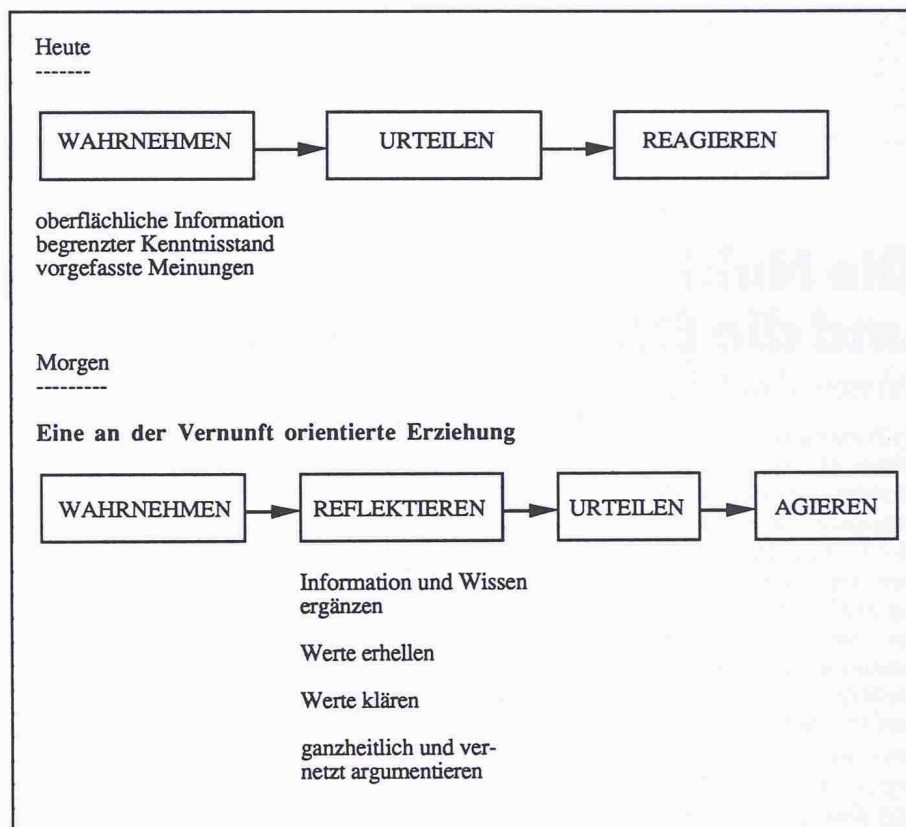 Heute
-------
WAHRNEHMEN URTEILEN REAGIEREN
oberflächliche Information
begrenzter Kenntnisstand
vorgefasste Meinungen
Morgen
---------
Eine an der Vernunft orientierte Erziehung
WAHRNEHMEN REFLEKTIEREN URTEILEN AGIEREN
Information und Wissen
ergänzen
Werte erhellen
Werte klären
ganzheitlich und ver-
netzt argumentieren